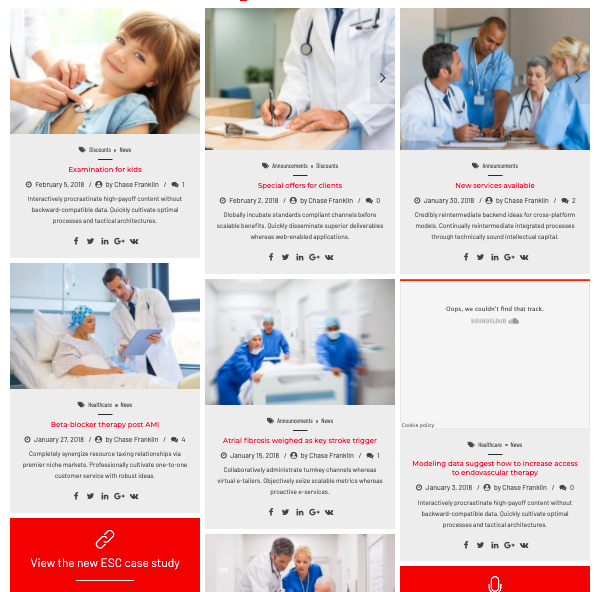 Discounts • News
Examination for kids
February 5, 2018 / by Chase Franklin / 1
Interactively procrastinate high-payoff content without
backward-compatible data. Quickly cultivate optimal
processes and tactical architectures.
Healthcare • News
Beta-blocker therapy post AMI
January 27, 2018 / by Chase Franklin / 4
Completely synergize resource taxing relationships via
premier niche markets. Professionally cultivate one-to-one
customer service with robust ideas.
View the new ESC case study
Announcements • Discounts
Special offers for clients
February 2, 2018 / by Chase Franklin / 0
Globally incubate standards compliant channels before
scalable benefits. Quickly disseminate superior deliverables
whereas web-enabled applications.
Announcements • News
Atrial fibrosis weighed as key stroke trigger
January 15, 2018 / by Chase Franklin / 1
Collaboratively administrate turnkey channels whereas
virtual e-tailers. Objectively seize scalable metrics whereas
proactive e-services.
Announcements
New services available
January 30, 2018 / by Chase Franklin / 2
Credibly reintermediate backend ideas for cross-platform
models. Continually reintermediate integrated processes
through technically sound intellectual capital.
Oops, we couldn't find that track.
SOUNDCLOUD
Cookie policy
Healthcare • News
Modeling data suggest how to increase access
to endovascular therapy
January 3, 2018 / by Chase Franklin / 0
Interactively procrastinate high-payoff content without
backward-compatible data. Quickly cultivate optimal
processes and tactical architectures.